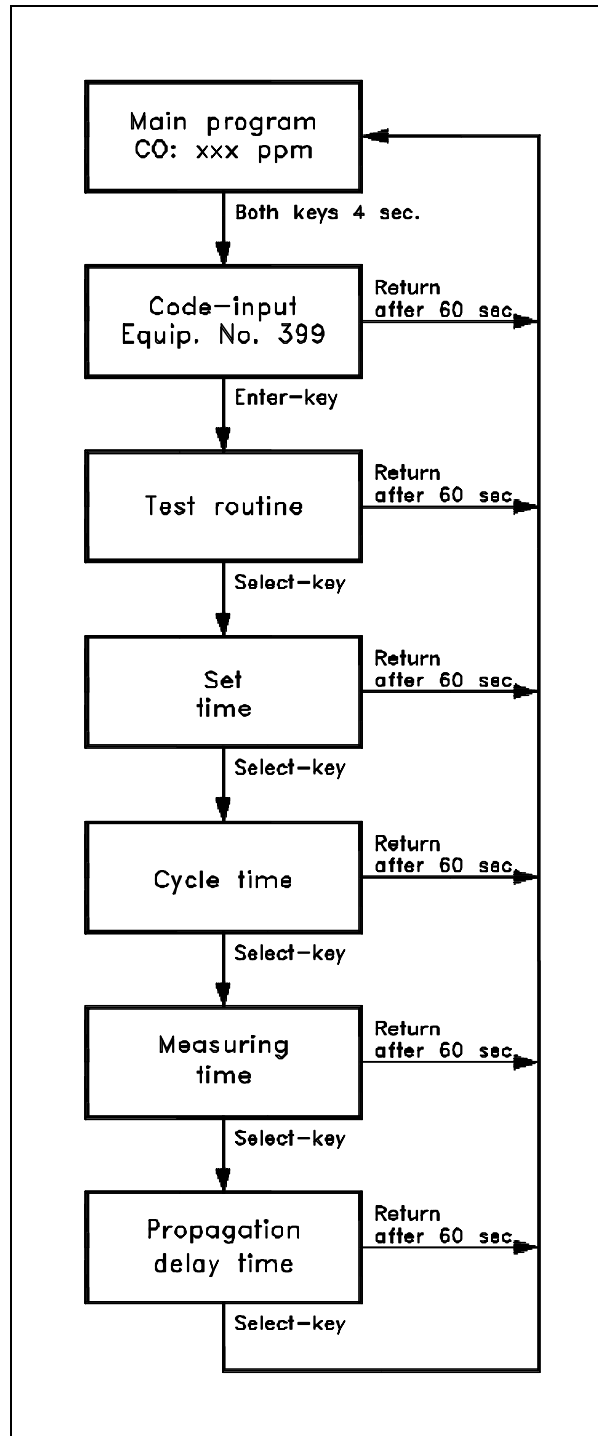 Main program
CO: xxx ppm
Both keys 4 sec.
Code-input
Equip. No. 399
Return
after 60 sec.
Enter-key
Test routine
Return
after 60 sec.
Select-key
Set
time
Return
after 60 sec.
Select-key
Cycle time
Return
after 60 sec.
Select-key
Measuring
time
Return
after 60 sec.
Select-key
Propagation
delay time
Return
after 60 sec.
Select-key